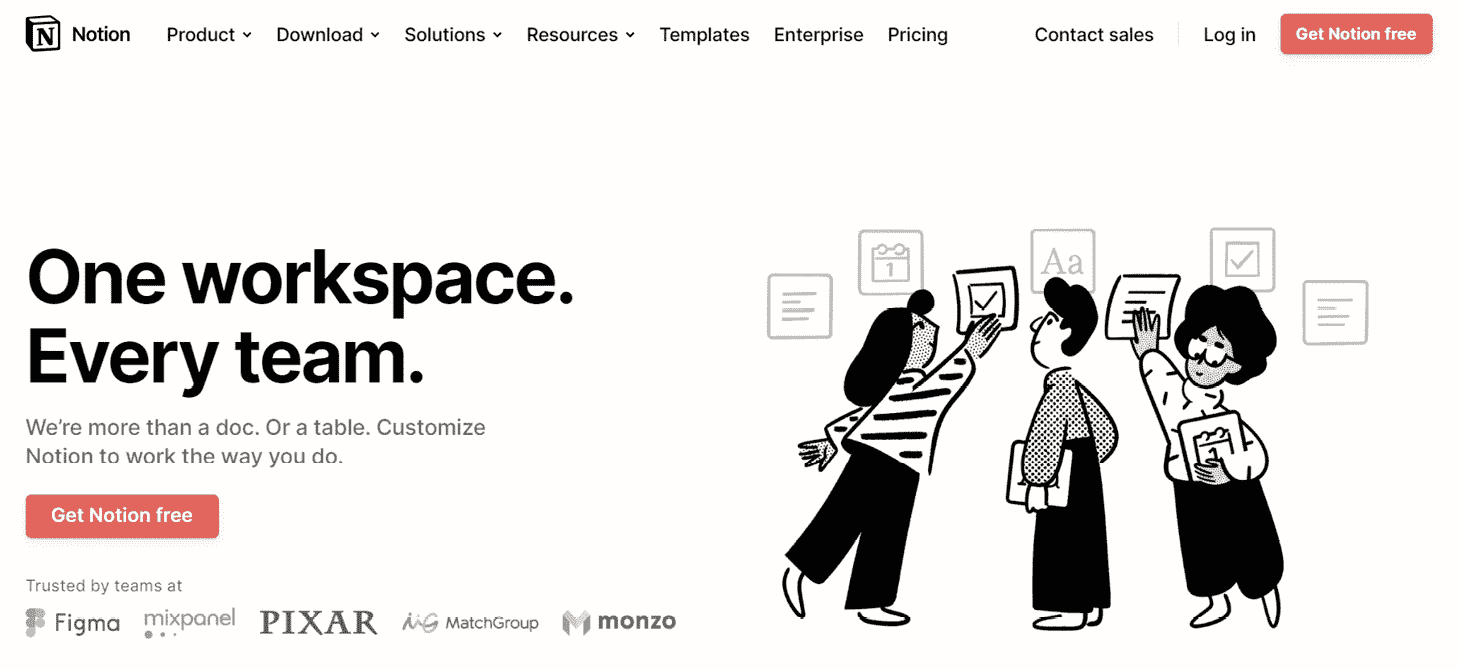 Notion Product Download Solutions Resources Templates Enterprise Pricing Contact sales Log in Get Notion free
1
Aa
One workspace.
Every team.
We're more than a doc. Or a table. Customize
Notion to work the way you do.
1
Get Notion free
Trusted by teams at
Figma mixpanel PIXAR MatchGroup monzo